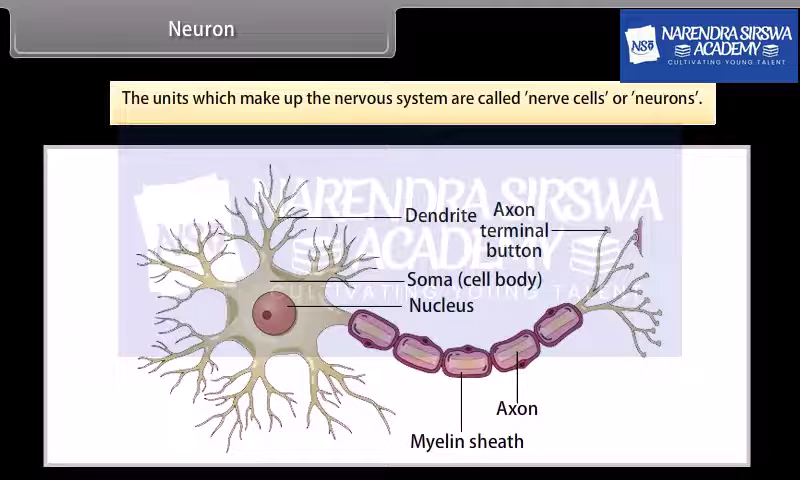 Neuron
NSб
NARENDRA SIRSWA
ACADEMY
CULTIVATING YOUNG TALENT
The units which make up the nervous system are called 'nerve cells' or 'neurons'.
NARENDRA SIRSWA
ACADEMY
CULTIVATING YOUNG TALENT
Dendrite
Axon
terminal
button
Soma (cell body)
Nucleus
Axon
Myelin sheath